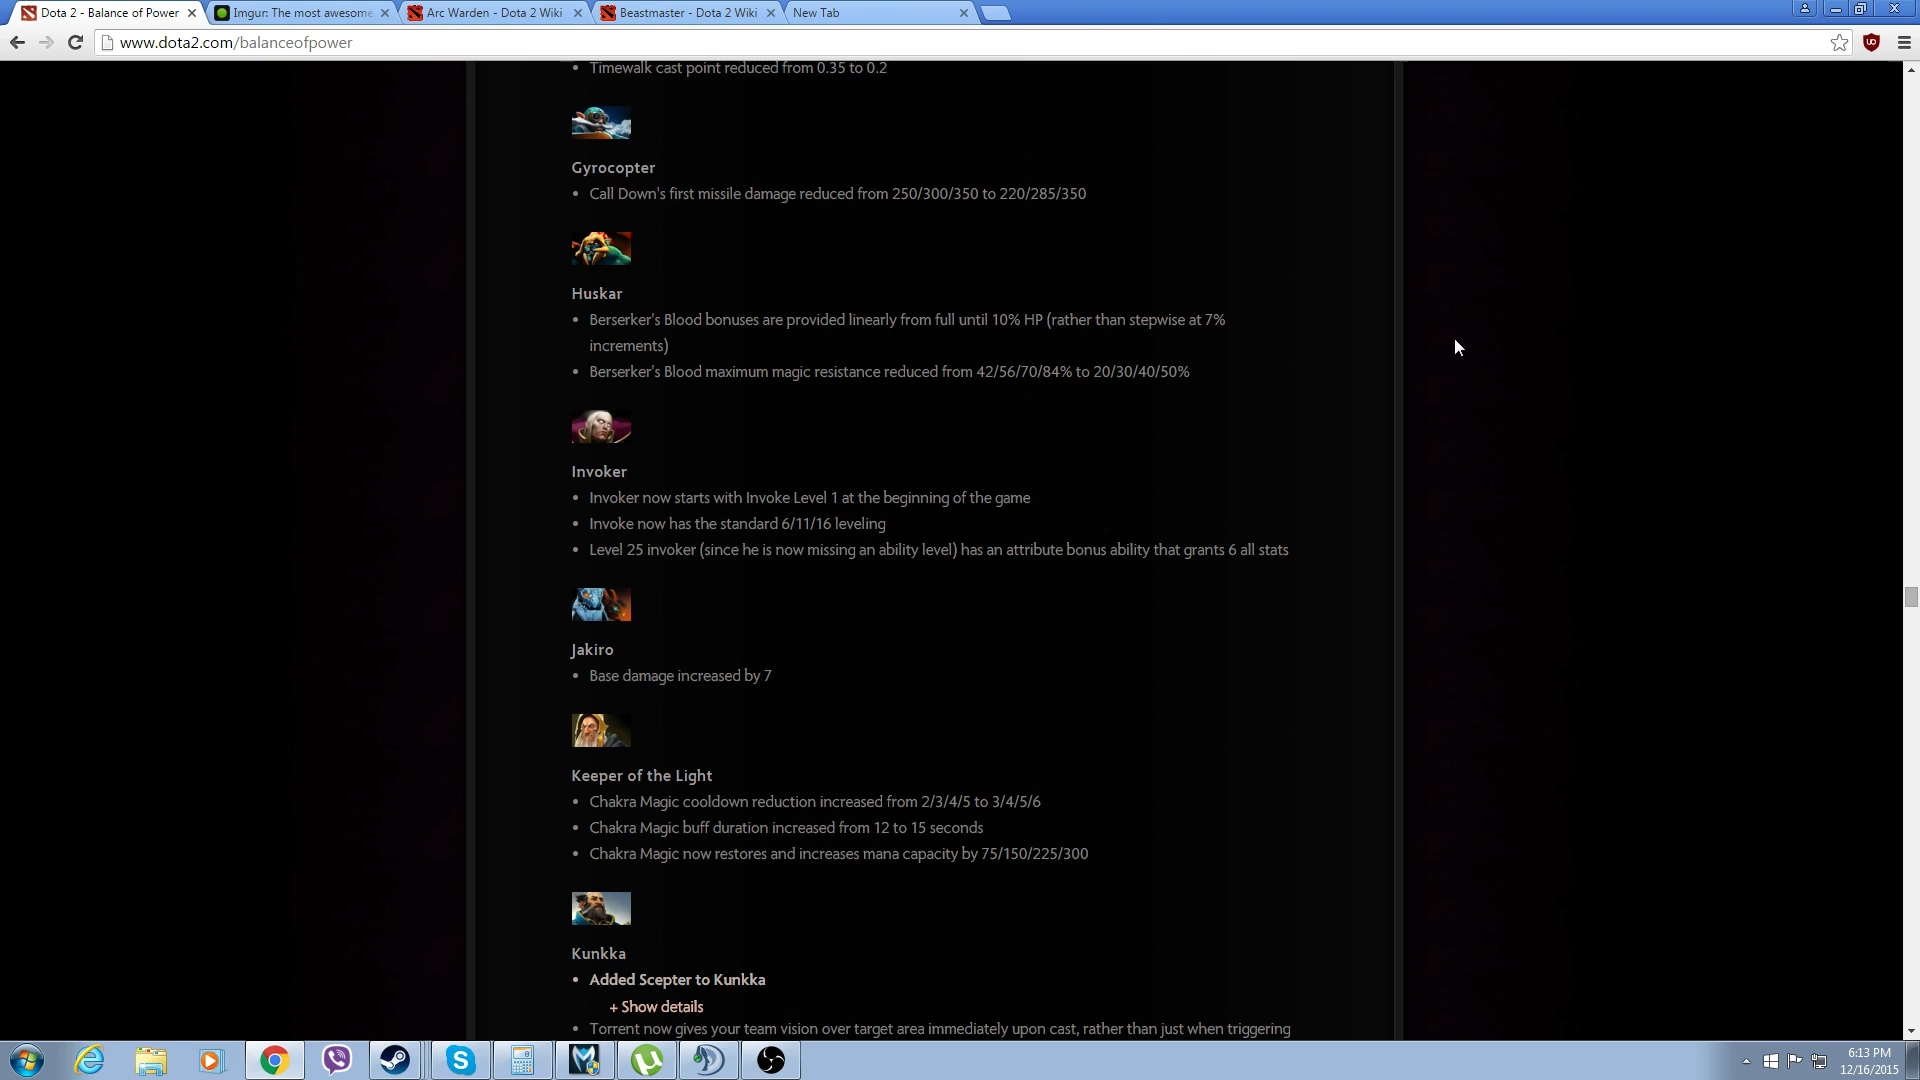 Dota 2 - Balance of Power
Imgur: The most awesome
Arc Warden - Dota 2 Wiki
Beastmaster - Dota 2 Wiki
New Tab
www.dota2.com/balanceofpower
• Timewalk cast point reduced from 0.35 to 0.2
Gyrocopter
• Call Down's first missile damage reduced from 250/300/350 to 220/285/350
Huskar
• Berserker's Blood bonuses are provided linearly from full until 10% HP (rather than stepwise at 7%
increments)
• Berserker's Blood maximum magic resistance reduced from 42/56/70/84% to 20/30/40/50%
Invoker
• Invoker now starts with Invoke Level 1 at the beginning of the game
• Invoke now has the standard 6/11/16 leveling
• Level 25 invoker (since he is now missing an ability level) has an attribute bonus ability that grants 6 all stats
Jakiro
• Base damage increased by 7
Keeper of the Light
• Chakra Magic cooldown reduction increased from 2/3/4/5 to 3/4/5/6
• Chakra Magic buff duration increased from 12 to 15 seconds
• Chakra Magic now restores and increases mana capacity by 75/150/225/300
Kunkka
• Added Scepter to Kunkka
+ Show details
• Torrent now gives your team vision over target area immediately upon cast, rather than just when triggering
6:13 PM
12/16/2015